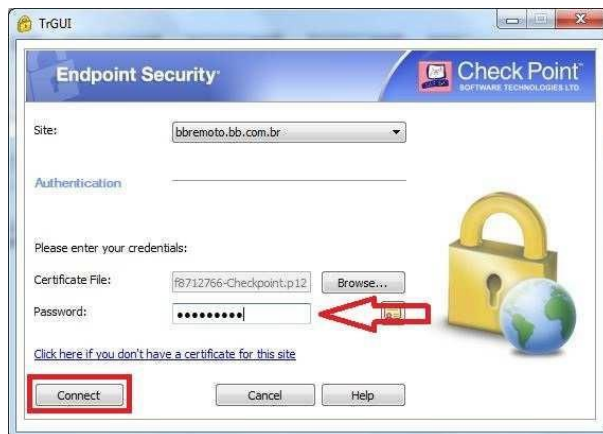 TrGUI
Endpoint Security
Check Point
SOFTWARE TECHNOLOGIES LTD.
Site:
bbremoto.bb.com.br
Authentication
Please enter your credentials:
Certificate File:
f8712766-Checkpoint.p12
Browse...
Password:
•••••••••
Click here if you don't have a certificate for this site
Connect
Cancel
Help